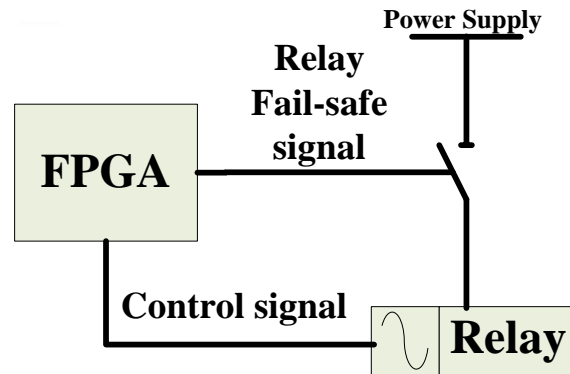 Power Supply
Relay
Fail-safe
signal
FPGA
Control signal
Relay